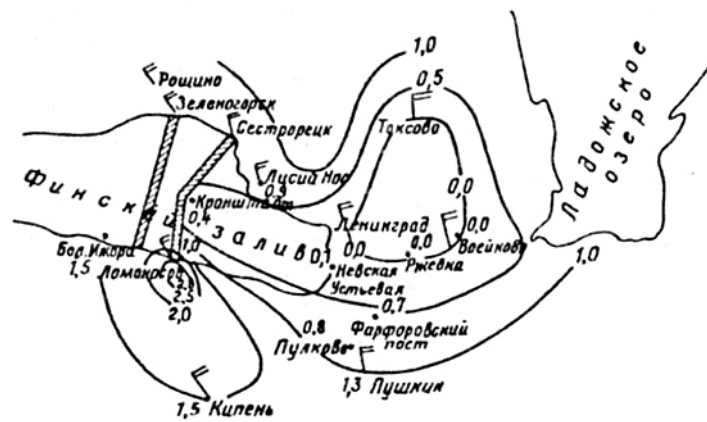 1,0
Рощино
0,5
Зеленогорск
Сестрорецк
Токсово
Ладожское
озеро
Лисий Нос
0,9
0,0
Финский залив
Кронштадт
0,4
Ленинград
0,0
0,0
0,0
Воейково
Ржевка
0,1
Невская
Устьевая
Бол. Ижора
1,5
1,0
Ломоносов
2,5
2,0
1,0
0,7
0,8
Фарфоровский
пост
Пулково
1,3 Пушкин
1,5 Кипень